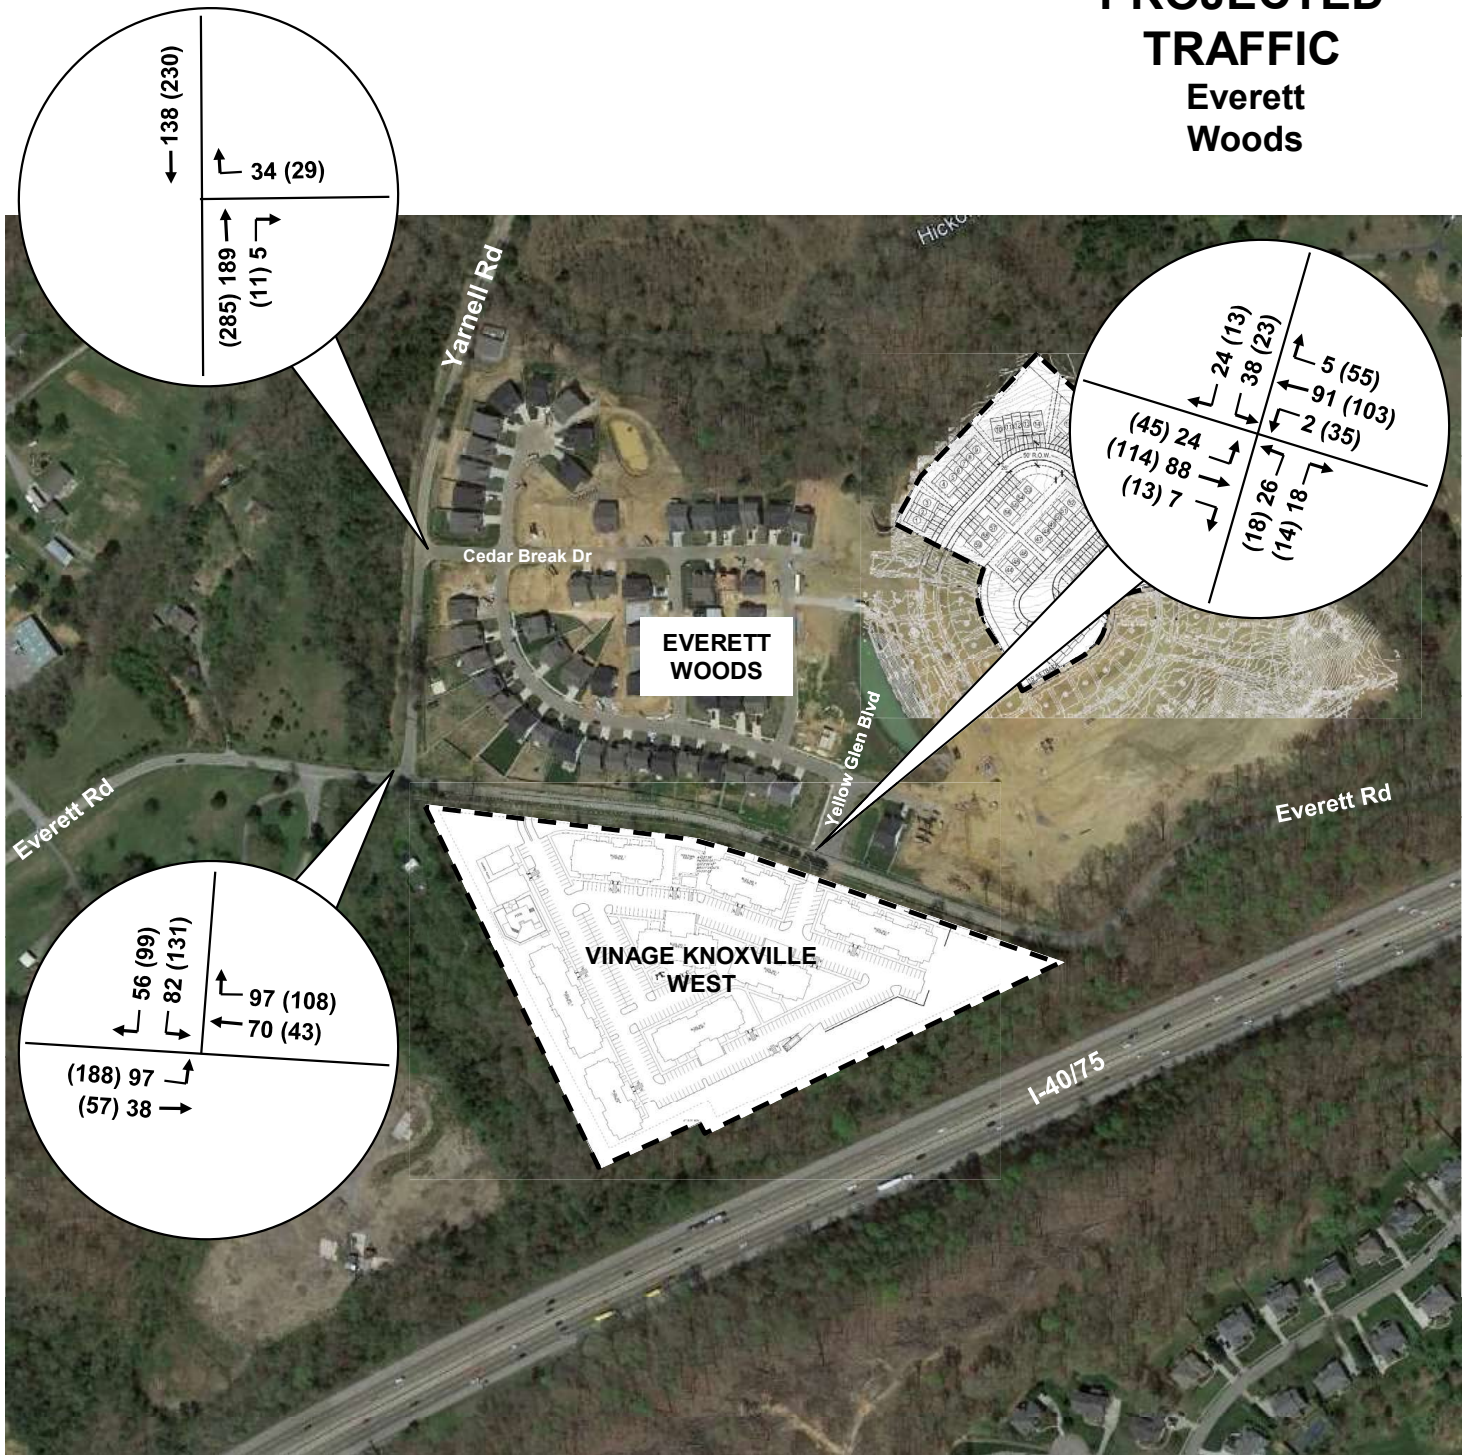 PROJECTED
TRAFFIC
Everett
Woods
138 (230)
34 (29)
(285) 189
(11) 5
Yarnell Rd
24 (13)
38 (23)
5 (55)
91 (103)
2 (35)
(45) 24
(114) 88
(13) 7
(18) 26
(14) 18
50' R.O.W.
Cedar Break Dr
EVERETT
WOODS
Yellow Glen Blvd
Everett Rd
Everett Rd
VINAGE KNOXVILLE
WEST
56 (99)
82 (131)
97 (108)
70 (43)
(188) 97
(57) 38
I-40/75